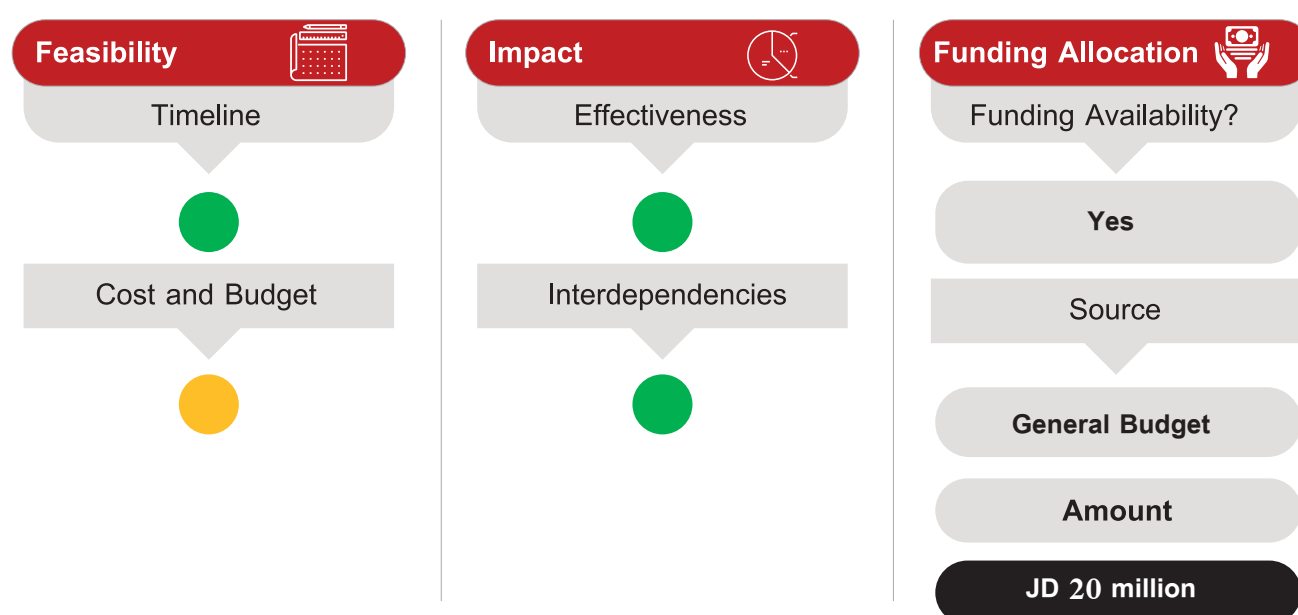 Feasibility
Timeline
Cost and Budget
Impact
Effectiveness
Interdependencies
Funding Allocation
Funding Availability?
Yes
Source
General Budget
Amount
JD 20 million